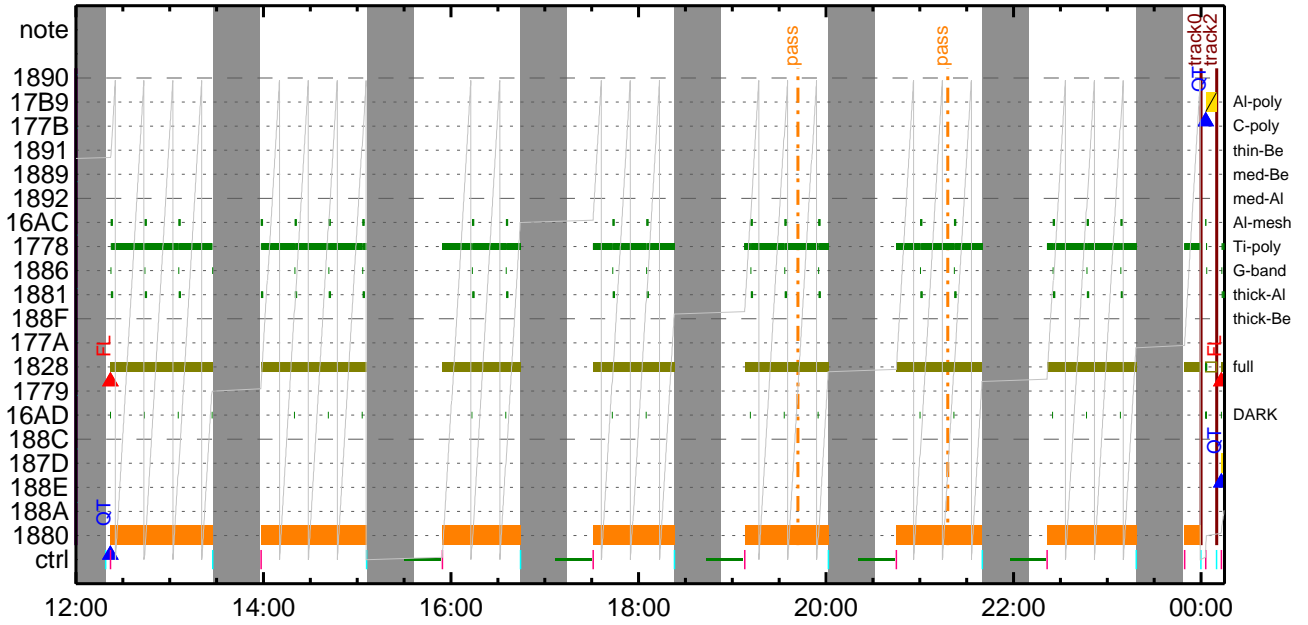 note
pass
pass
track0
track2
QT
1890
17B9
Al-poly
177B
C-poly
1891
thin-Be
1889
med-Be
1892
med-Al
16AC
Al-mesh
1778
Ti-poly
1886
G-band
1881
thick-Al
188F
thick-Be
177A
FL
FL
1828
full
1779
16AD
DARK
188C
QT
187D
188E
QT
188A
1880
ctrl
12:00
14:00
16:00
18:00
20:00
22:00
00:00